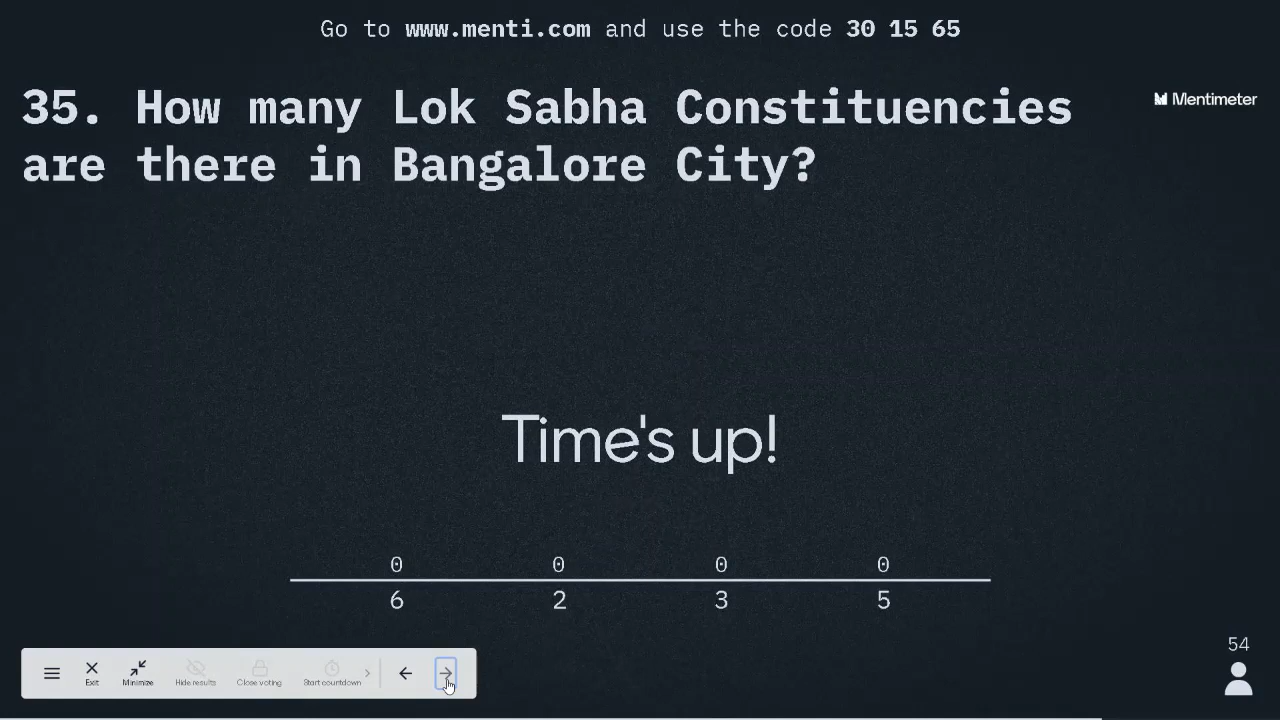 Go to www.menti.com and use the code 30 15 65
35. How many Lok Sabha Constituencies
are there in Bangalore City?
Mentimeter
Time's up!
0 0 0 0
6 2 3 5
54
Exit Minimize Hide results Close voting Start countdown